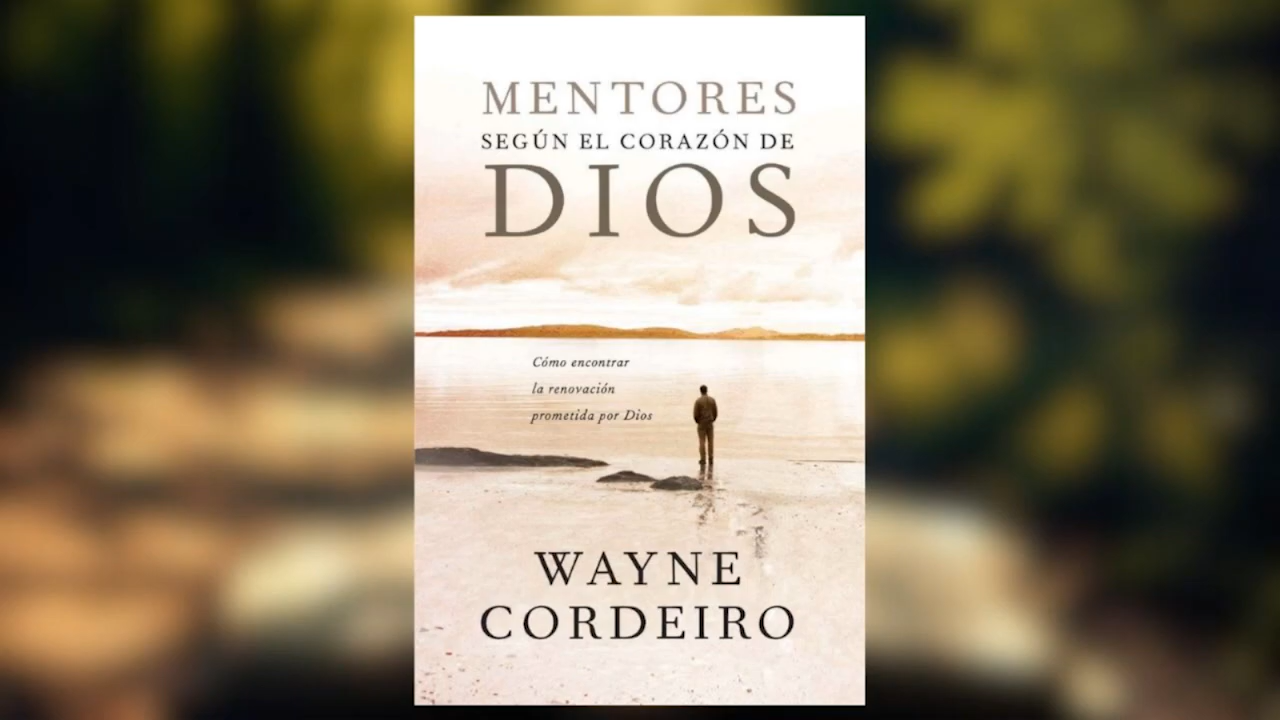 MENTORES
SEGÚN EL CORAZÓN DE
DIOS
Cómo encontrar
la renovación
prometida por Dios
WAYNE
CORDEIRO